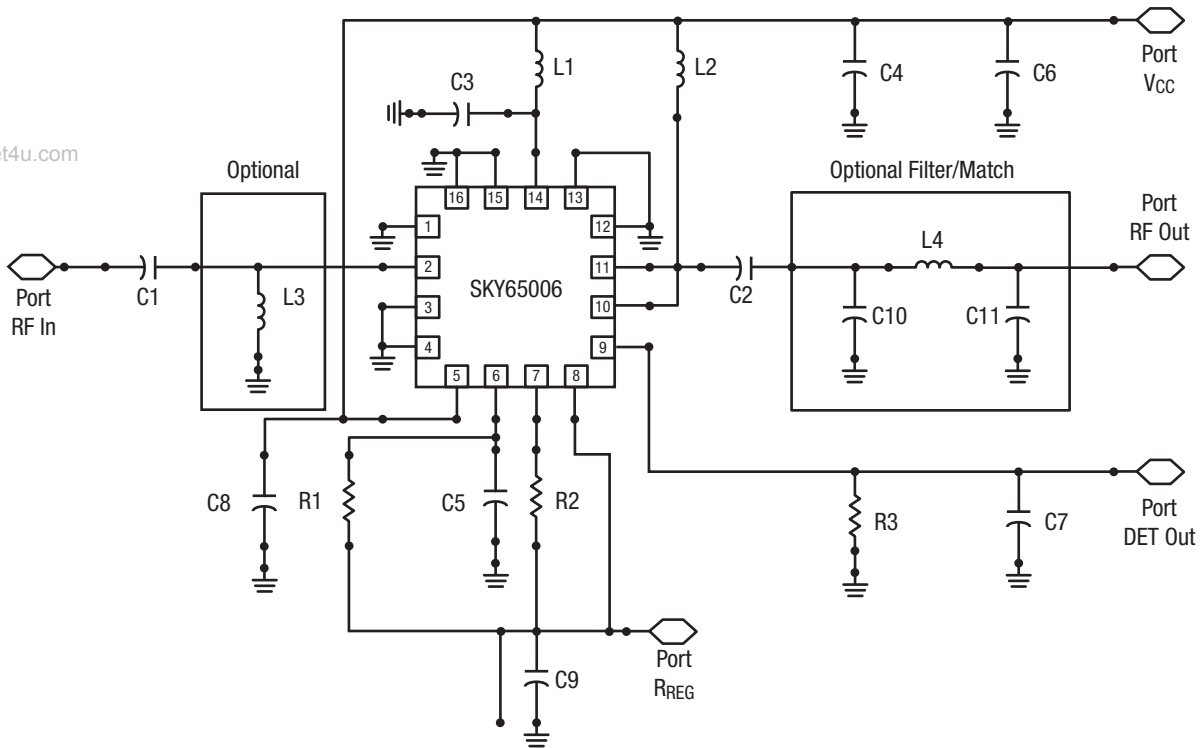 Port
VCC
C3
L1
L2
C4
C6
et4u.com
Optional
Optional Filter/Match
Port
RF Out
16
15
14
13
1
12
L4
2
11
SKY65006
Port
RF In
C1
L3
C2
3
10
C10
C11
4
9
5
6
7
8
C8
R1
C5
R2
R3
C7
Port
DET Out
Port
RREG
C9